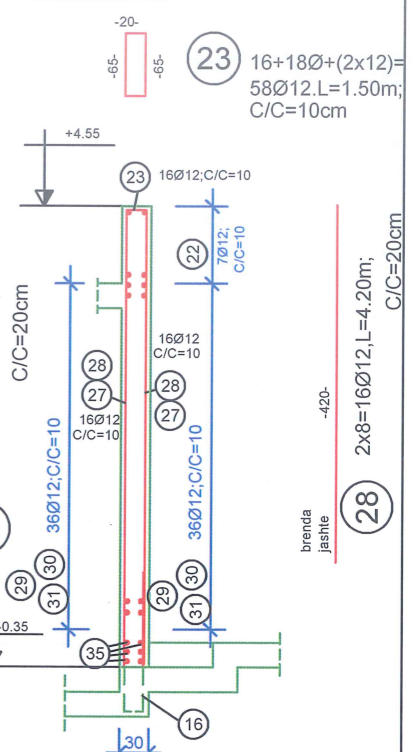 -20-
-65-
-65-
23
16+18Ø+(2x12)=
58Ø12.L=1.50m;
C/C=10cm
+4.55
23
16Ø12;C/C=10
22
7Ø12;
C/C=10
C/C=20cm
16Ø12
C/C=10
28
27
28
27
16Ø12
C/C=10
36Ø12;C/C=10
36Ø12;C/C=10
brenda
jashte
-420-
28
2x8=16Ø12,L=4.20m;
C/C=20cm
29
30
31
29
30
31
0.35
35
16
30